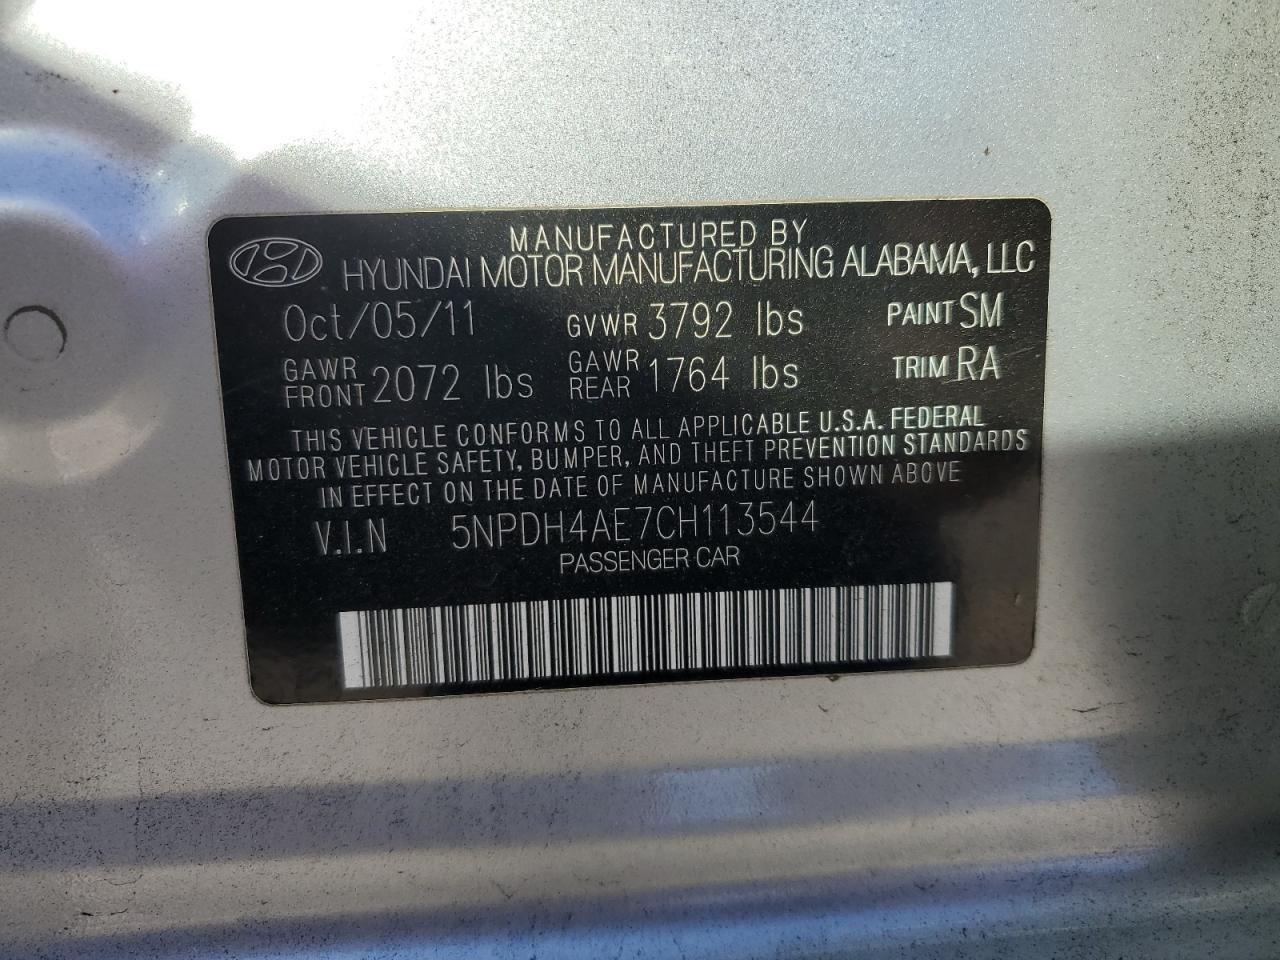 MANUFACTURED BY
HYUNDAI MOTOR MANUFACTURING ALABAMA, LLC
Oct/05/11 GVWR 3792 lbs PAINT SM
GAWR FRONT 2072 lbs GAWR REAR 1764 lbs TRIM RA
THIS VEHICLE CONFORMS TO ALL APPLICABLE U.S.A. FEDERAL
MOTOR VEHICLE SAFETY, BUMPER, AND THEFT PREVENTION STANDARDS
IN EFFECT ON THE DATE OF MANUFACTURE SHOWN ABOVE
V.I.N 5NPDH4AE7CH113544
PASSENGER CAR